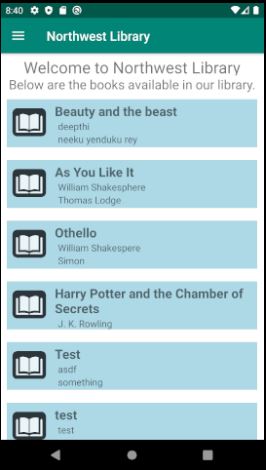 8:40
Northwest Library
Welcome to Northwest Library
Below are the books available in our library.
Beauty and the beast
deepthi
neeku yenduku rey
As You Like It
William Shakesphere
Thomas Lodge
Othello
William Shakespere
Simon
Harry Potter and the Chamber of
Secrets
J. K. Rowling
Test
asdf
something
test
test